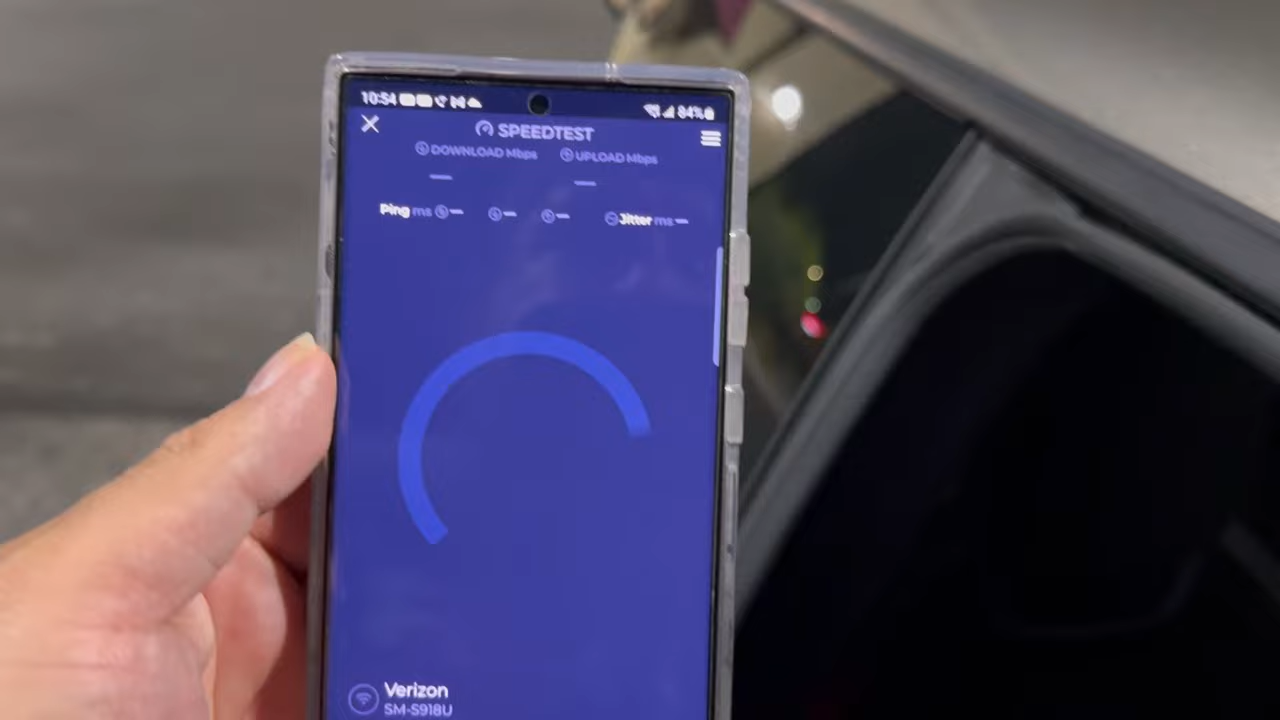 10:54 84%
SPEEDTEST
DOWNLOAD Mbps UPLOAD Mbps
— —
Ping ms — — — Jitter ms —
Verizon
SM-S918U